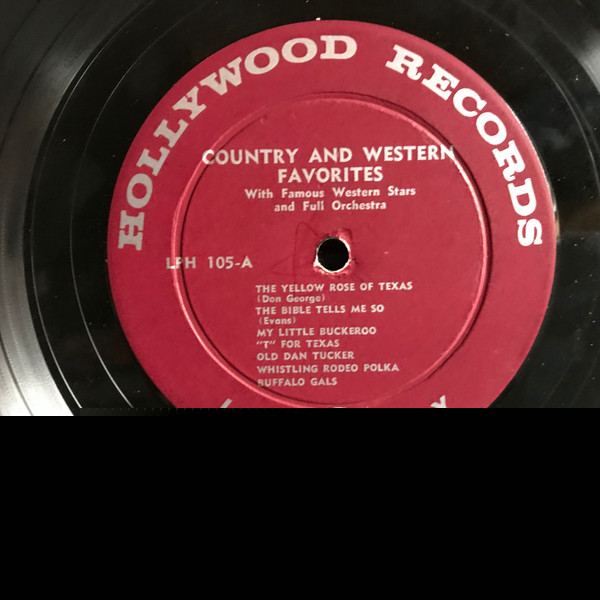 HOLLYWOOD RECORDS
COUNTRY AND WESTERN
FAVORITES
With Famous Western Stars
and Full Orchestra
LPH 105-A
THE YELLOW ROSE OF TEXAS
(Don George)
THE BIBLE TELLS ME SO
(Evans)
MY LITTLE BUCKEROO
"T" FOR TEXAS
OLD DAN TUCKER
WHISTLING RODEO POLKA
BUFFALO GALS